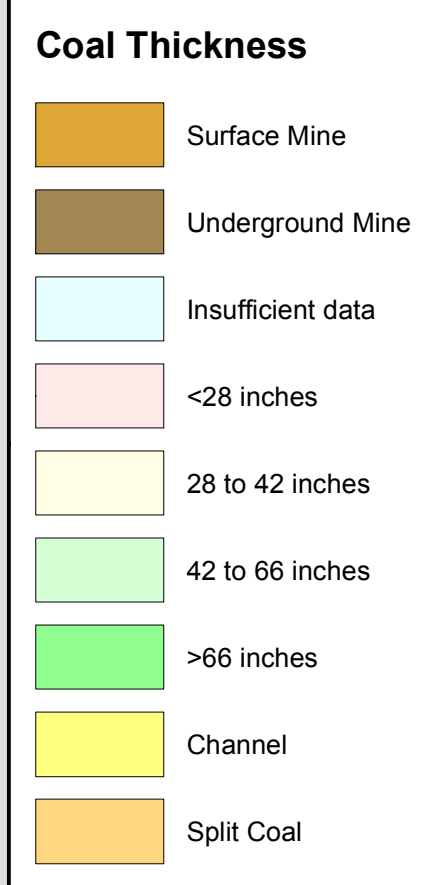 Coal Thickness
Surface Mine
Underground Mine
Insufficient data
<28 inches
28 to 42 inches
42 to 66 inches
>66 inches
Channel
Split Coal